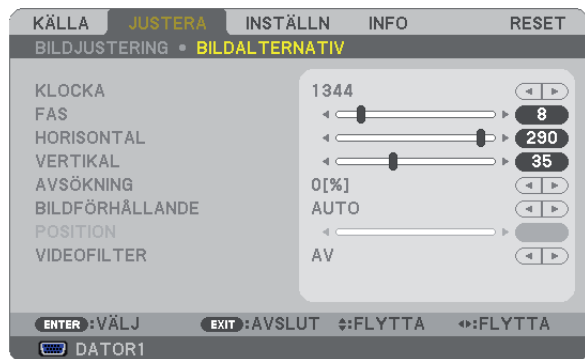 KÄLLA JUSTERA INSTÄLLN INFO RESET
BILDJUSTERING • BILDALTERNATIV
KLOCKA 1344
FAS 8
HORISONTAL 290
VERTIKAL 35
AVSÖKNING 0[%]
BILDFÖRHÅLLANDE AUTO
POSITION
VIDEOFILTER AV
ENTER :VÄLJ EXIT :AVSLUT :FLYTTA :FLYTTA
DATOR1